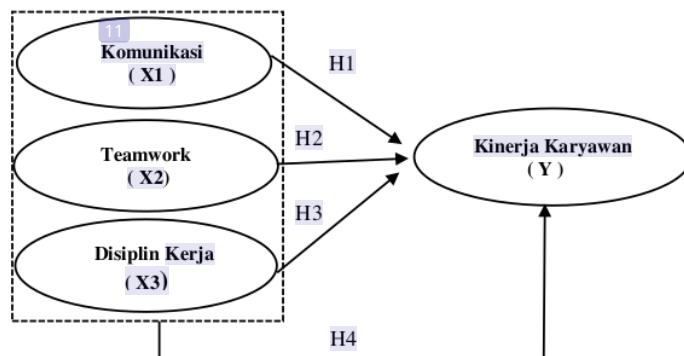 11
Komunikasi
( X1 )
H1
H2
Teamwork
( X2)
Kinerja Karyawan
( Y )
H3
Disiplin Kerja
( X3)
H4